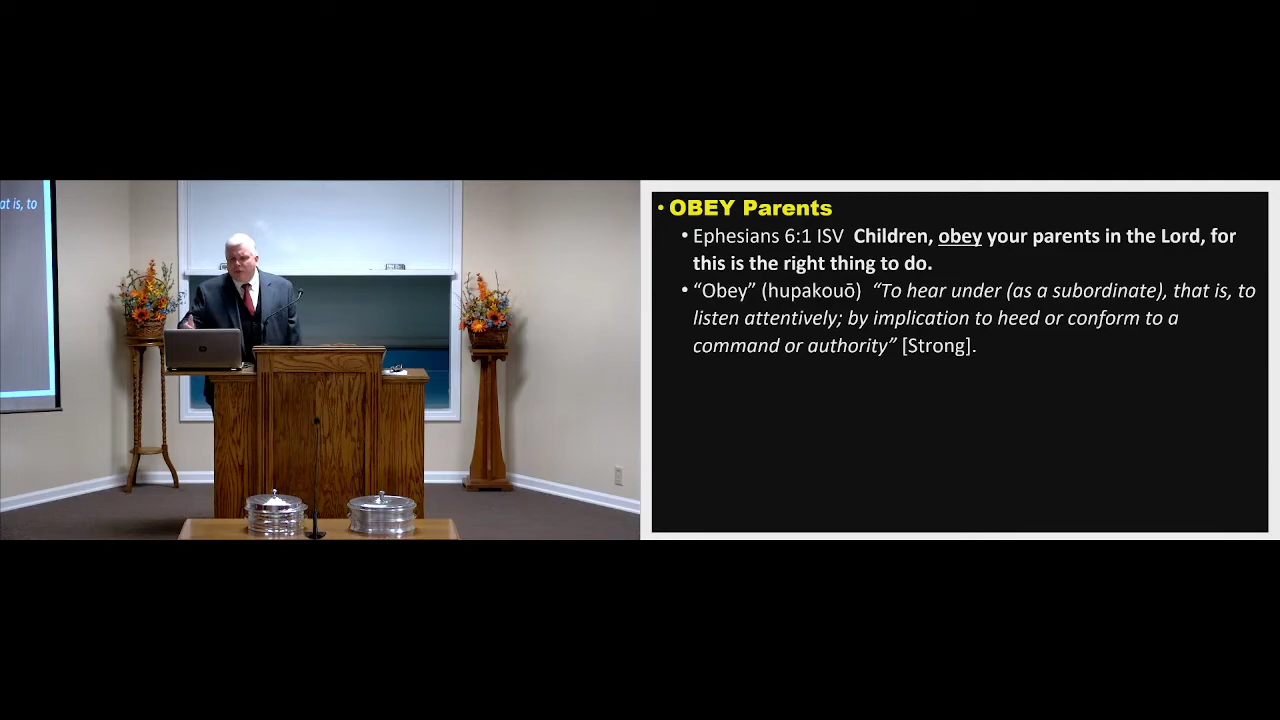 at is, to
• OBEY Parents
• Ephesians 6:1 ISV Children, obey your parents in the Lord, for
this is the right thing to do.
• “Obey” (hupakouō) “To hear under (as a subordinate), that is, to
listen attentively; by implication to heed or conform to a
command or authority” [Strong].